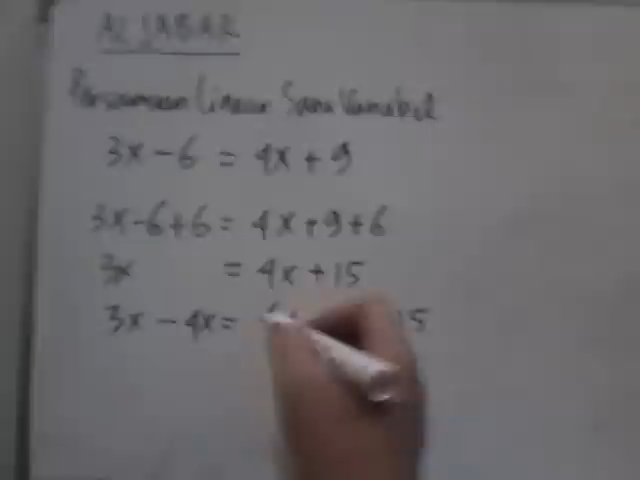 ALJABAR
Persamaan Linear Satu Variabel
3x - 6 = 4x + 9
3x - 6 + 6 = 4x + 9 + 6
3x = 4x + 15
3x - 4x = 15